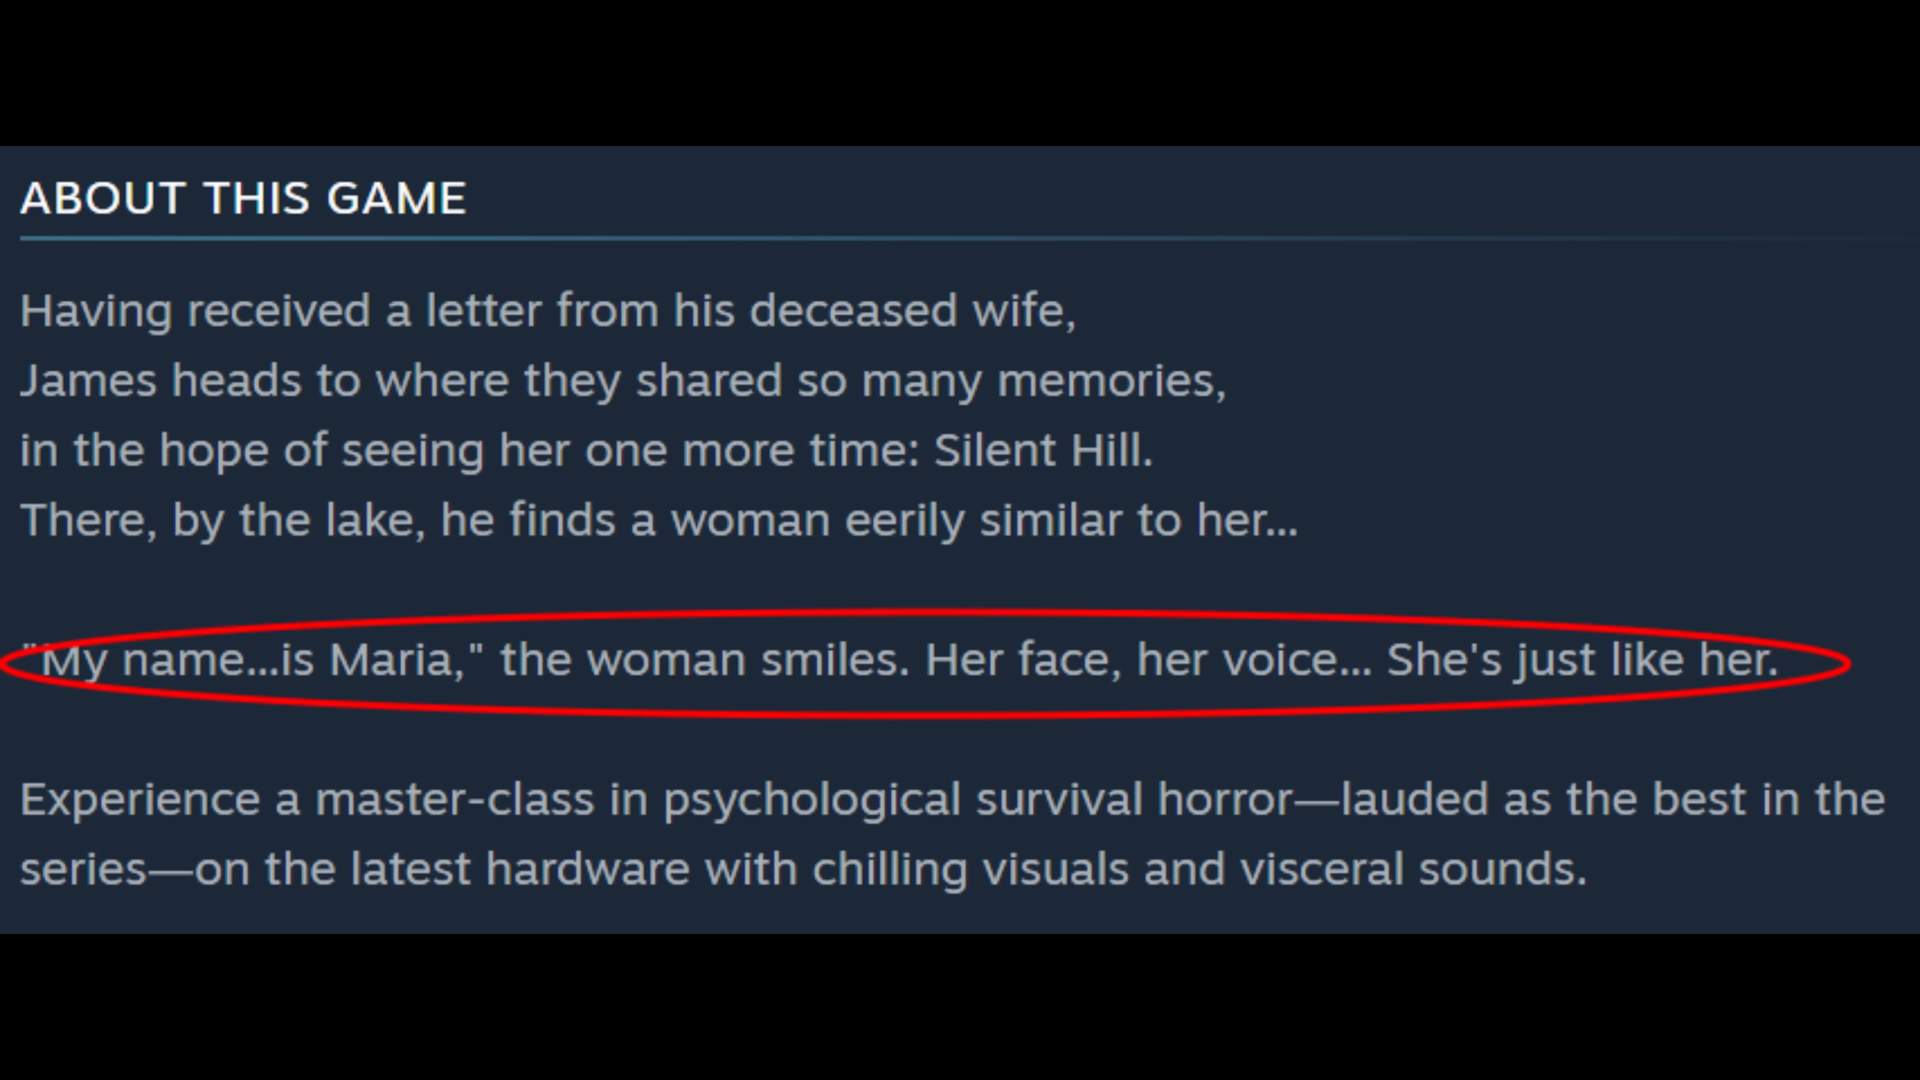 ABOUT THIS GAME
Having received a letter from his deceased wife,
James heads to where they shared so many memories,
in the hope of seeing her one more time: Silent Hill.
There, by the lake, he finds a woman eerily similar to her...
"My name...is Maria," the woman smiles. Her face, her voice... She's just like her.
Experience a master-class in psychological survival horror—lauded as the best in the
series—on the latest hardware with chilling visuals and visceral sounds.